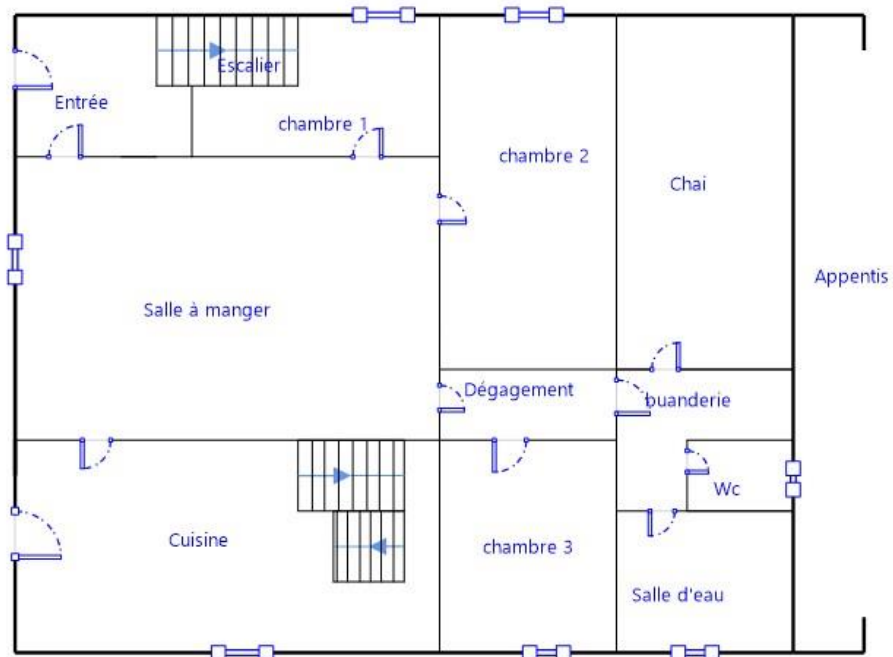 Escalier
Entrée
chambre 1
chambre 2
Chai
Appentis
Salle à manger
Dégagement
buanderie
Wc
Cuisine
chambre 3
Salle d'eau